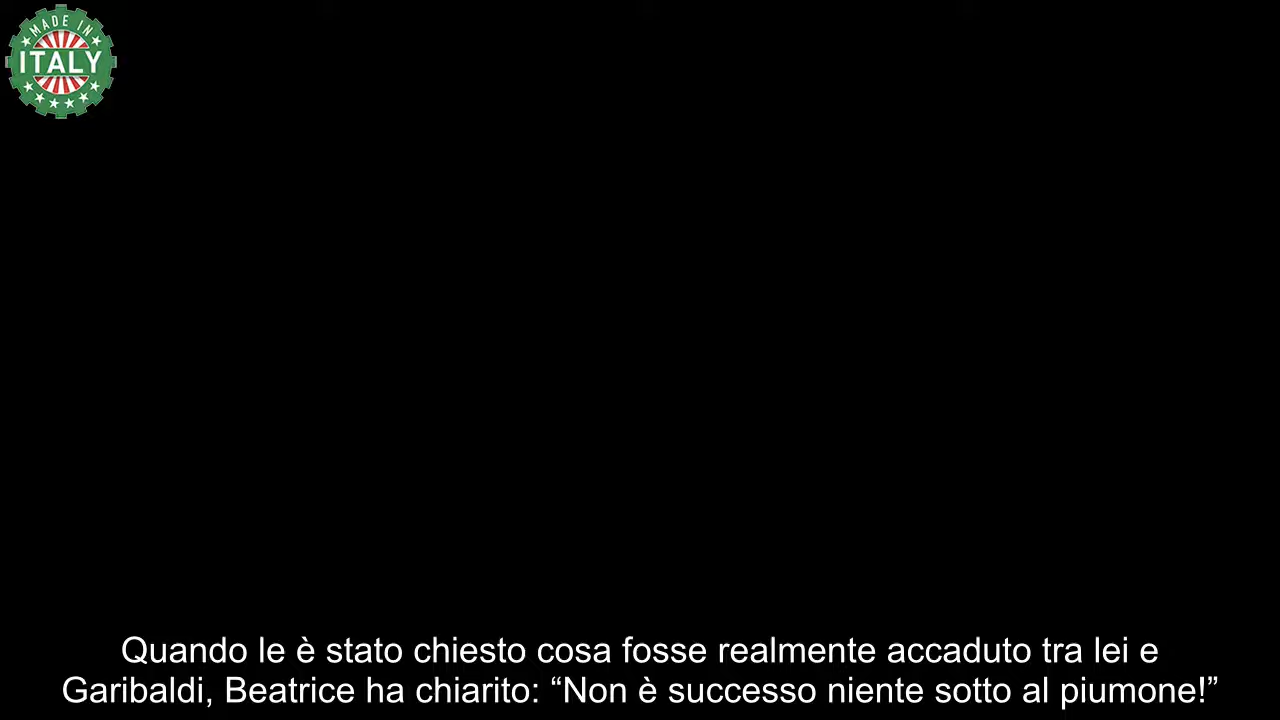 MADE IN
ITALY
Quando le è stato chiesto cosa fosse realmente accaduto tra lei e
Garibaldi, Beatrice ha chiarito: “Non è successo niente sotto al piumone!”